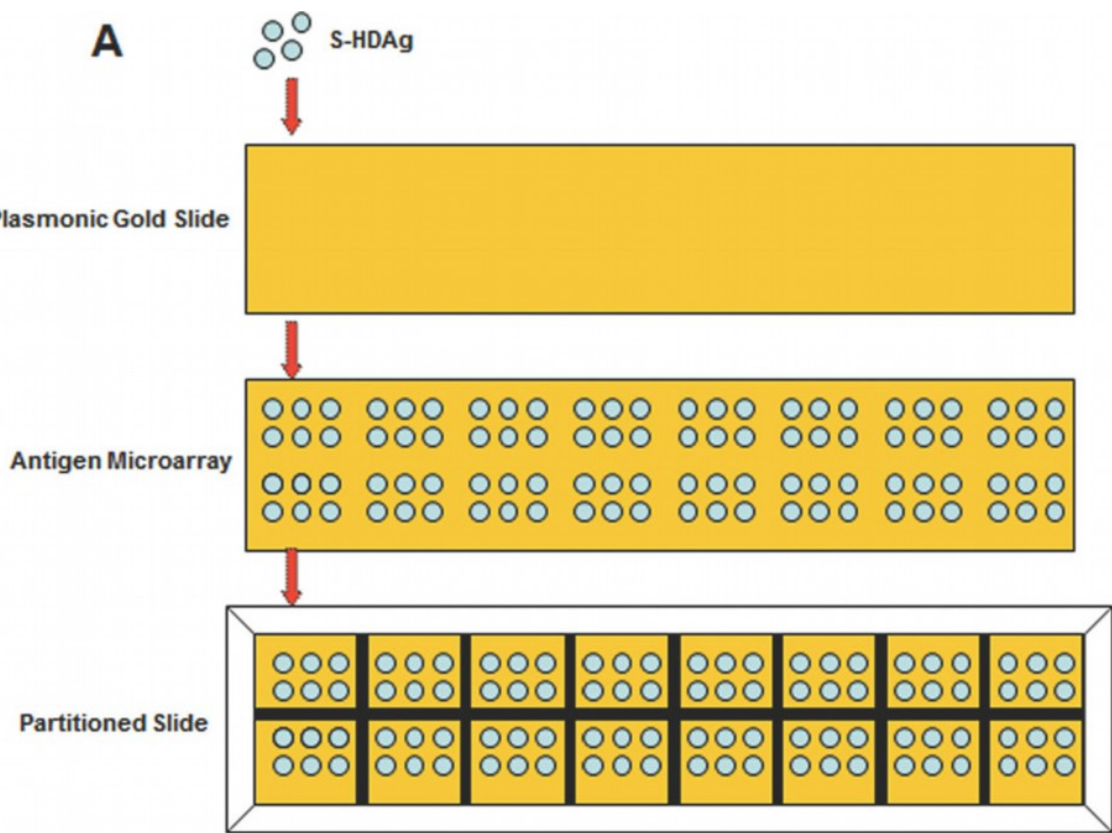 A
S-HDAg
Plasmonic Gold Slide
Antigen Microarray
Partitioned Slide